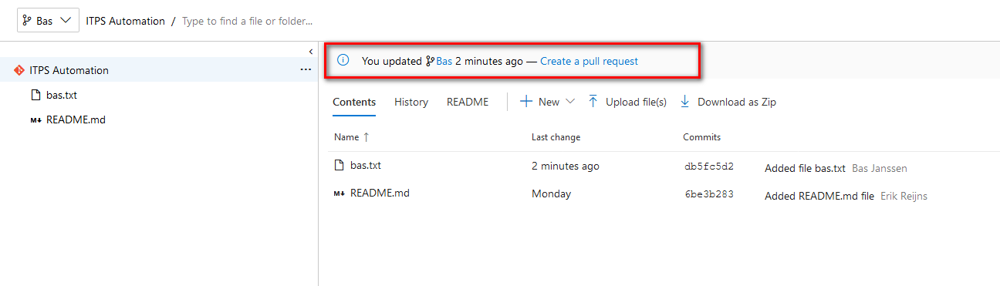 Bas ITPS Automation / Type to find a file or folder...
ITPS Automation ...
bas.txt
M↓ README.md
You updated Bas 2 minutes ago — Create a pull request
Contents History README New Upload file(s) Download as Zip
Name ↑ Last change Commits
bas.txt 2 minutes ago db5fc5d2 Added file bas.txt Bas Janssen
M↓ README.md Monday 6be3b283 Added README.md file Erik Reijns